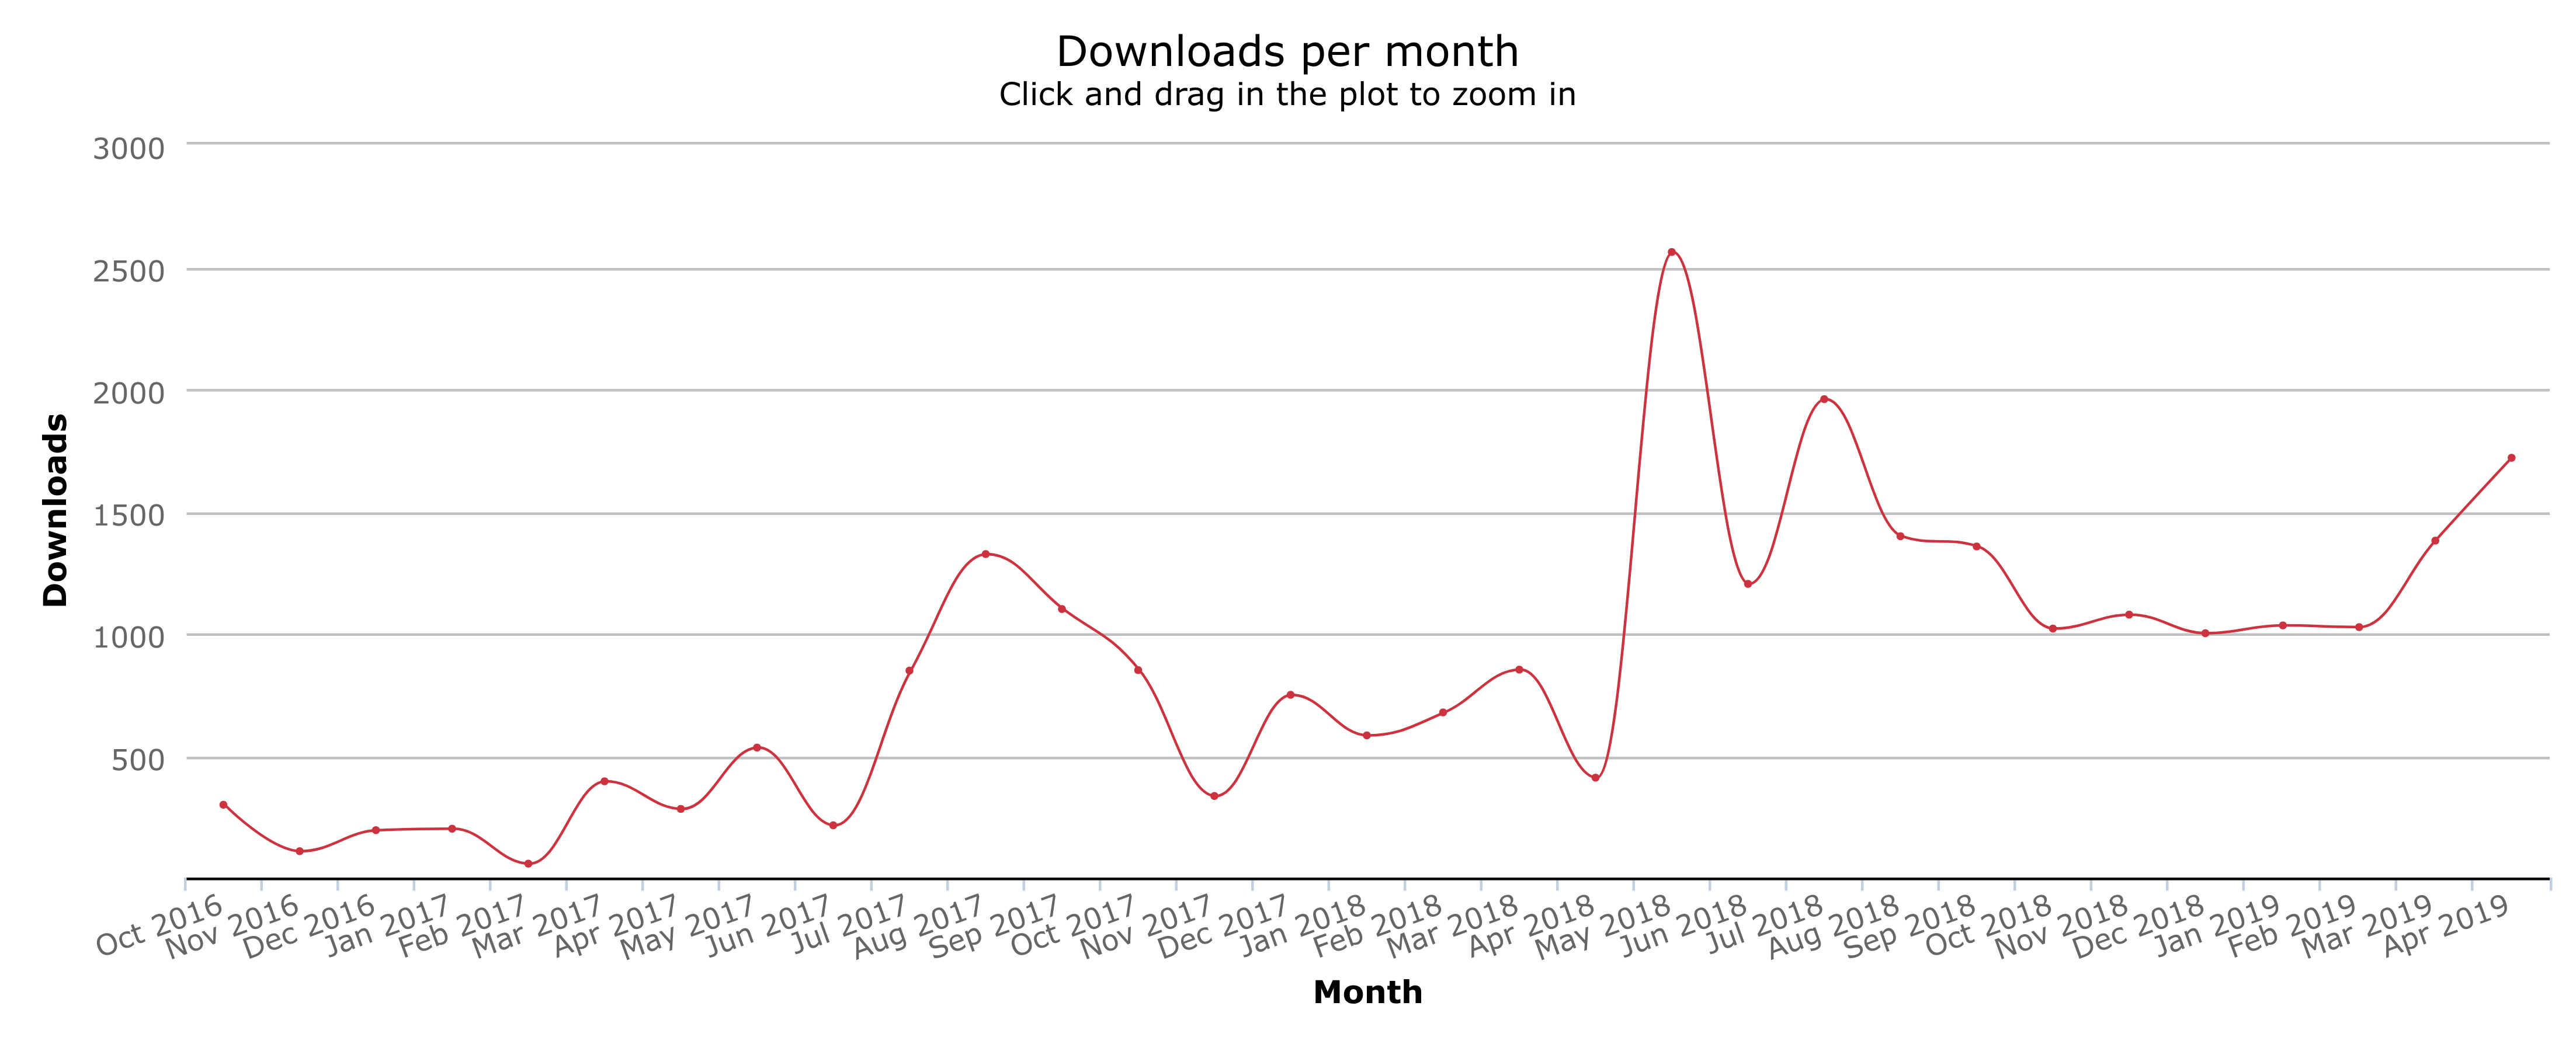 Downloads per month
Click and drag in the plot to zoom in
3000
2500
2000
1500
1000
500
Downloads
Oct 2016
Nov 2016
Dec 2016
Jan 2017
Feb 2017
Mar 2017
Apr 2017
May 2017
Jun 2017
Jul 2017
Aug 2017
Sep 2017
Oct 2017
Nov 2017
Dec 2017
Jan 2018
Feb 2018
Mar 2018
Apr 2018
May 2018
Jun 2018
Jul 2018
Aug 2018
Sep 2018
Oct 2018
Nov 2018
Dec 2018
Jan 2019
Feb 2019
Mar 2019
Apr 2019
Month